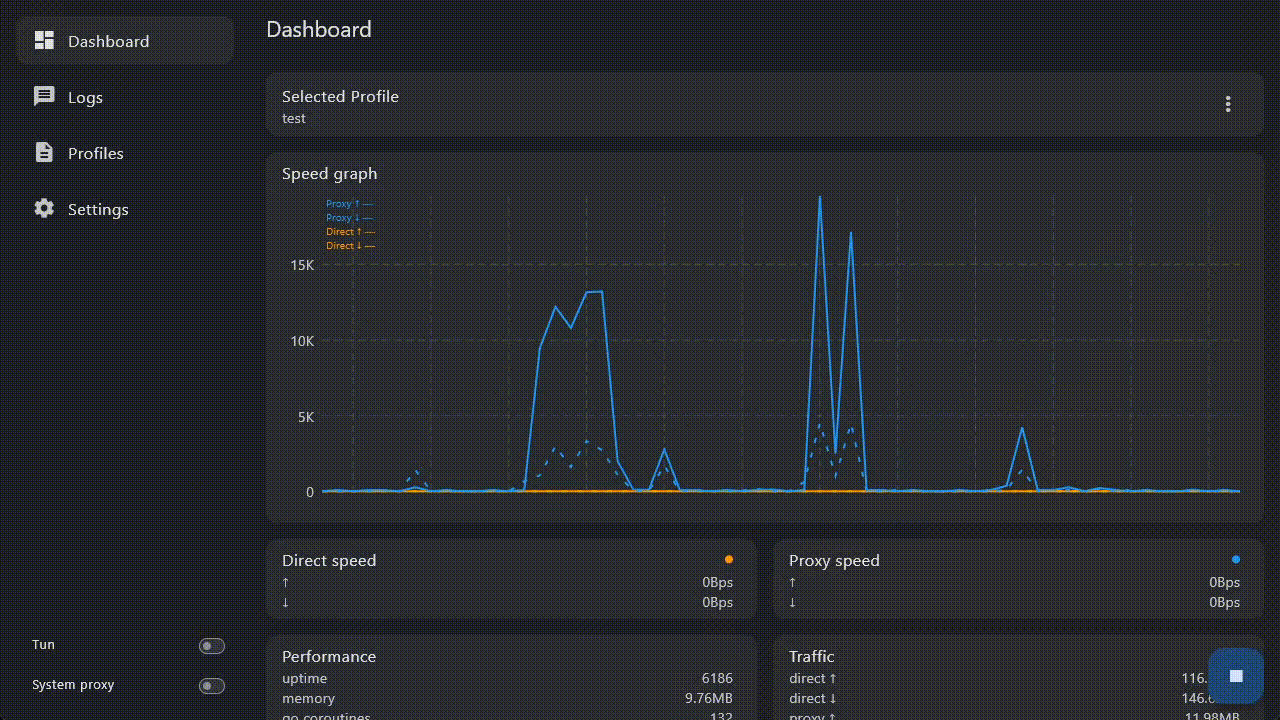 Dashboard
Logs
Profiles
Settings
Tun
System proxy
Dashboard
Selected Profile
test
Speed graph
Proxy ↑ ---
Proxy ↓ ---
Direct ↑ ---
Direct ↓ ---
15K
10K
5K
0
Direct speed
↑ 0Bps
↓ 0Bps
Proxy speed
↑ 0Bps
↓ 0Bps
Performance
uptime 6186
memory 9.76MB
go coroutines 132
Traffic
direct ↑ 116.
direct ↓ 146.
proxy ↑ 11.98MB